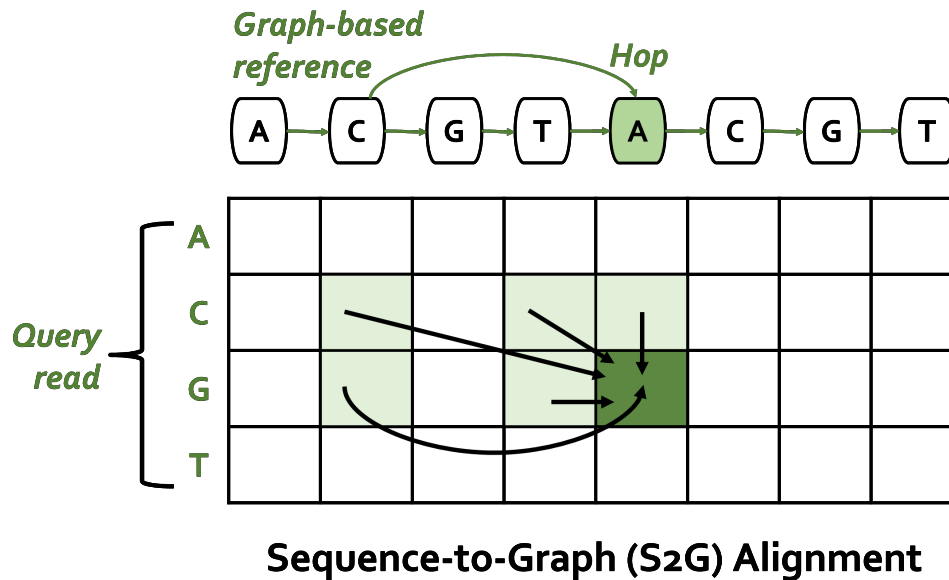 Graph-based
reference
Hop
A C G T A C G T
A
C
Query
read
G
T
Sequence-to-Graph (S2G) Alignment